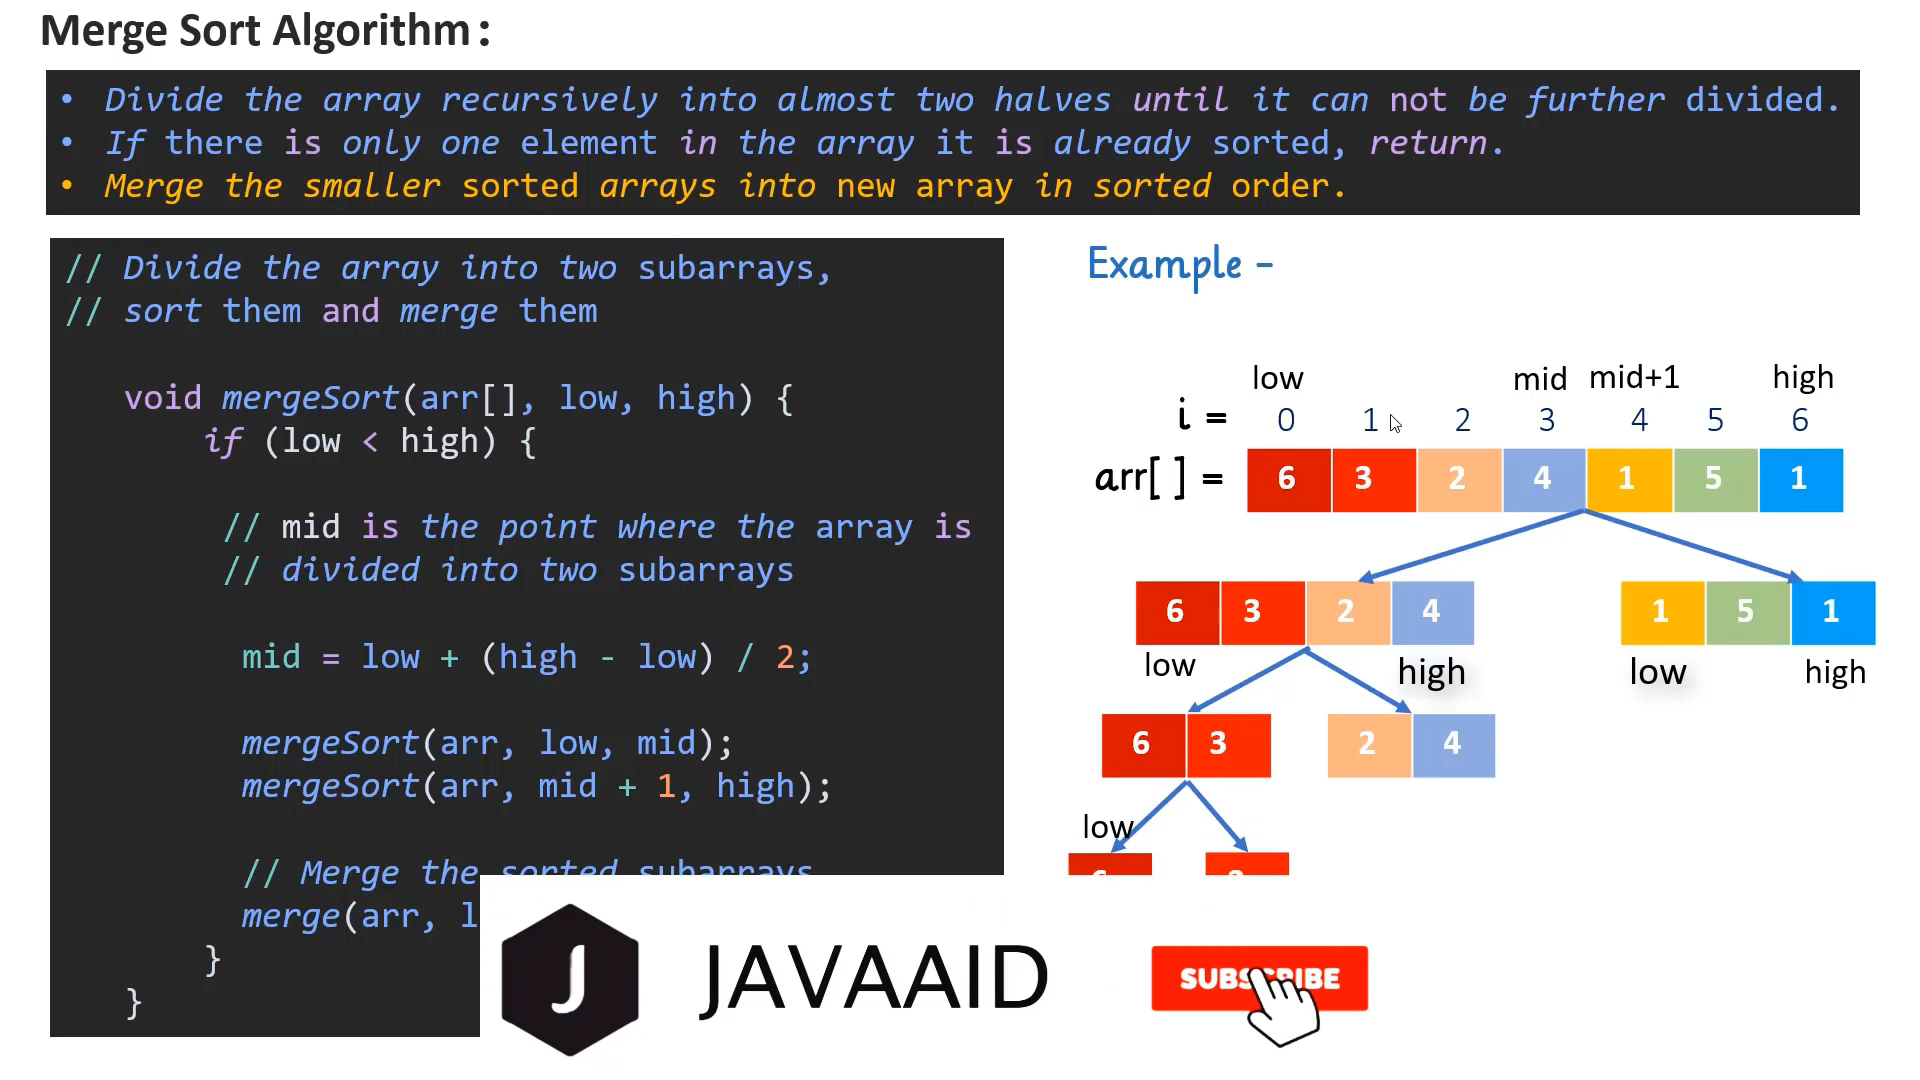 Merge Sort Algorithm:
• Divide the array recursively into almost two halves until it can not be further divided.
• If there is only one element in the array it is already sorted, return.
• Merge the smaller sorted arrays into new array in sorted order.
// Divide the array into two subarrays,
// sort them and merge them
void mergeSort(arr[], low, high) {
if (low < high) {
// mid is the point where the array is
// divided into two subarrays
mid = low + (high - low) / 2;
mergeSort(arr, low, mid);
mergeSort(arr, mid + 1, high);
// Merge the sorted subarrays
merge(arr, l
}
}
Example -
low mid mid+1 high
i = 0 1 2 3 4 5 6
arr[ ] = 6 3 2 4 1 5 1
6 3 2 4 1 5 1
low high low high
6 3 2 4
low
J JAVAAID SUBSCRIBE